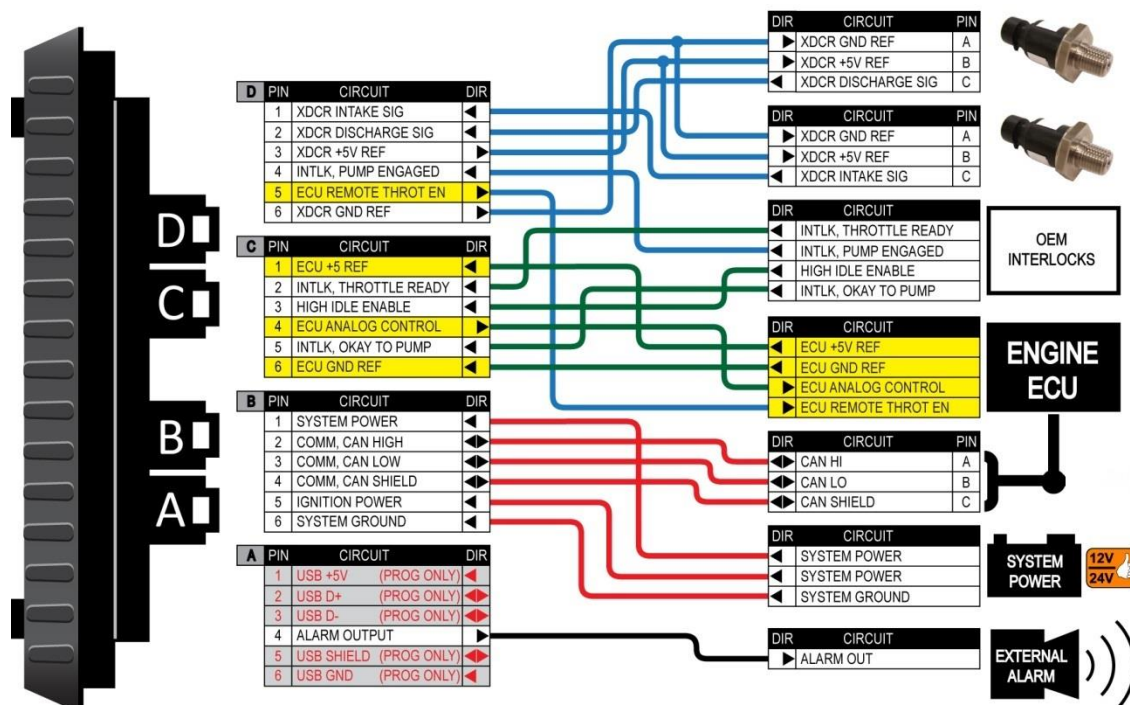 D PIN CIRCUIT DIR
1 XDCR INTAKE SIG
2 XDCR DISCHARGE SIG
3 XDCR +5V REF
4 INTLK, PUMP ENGAGED
5 ECU REMOTE THROT EN
6 XDCR GND REF
C PIN CIRCUIT DIR
1 ECU +5 REF
2 INTLK, THROTTLE READY
3 HIGH IDLE ENABLE
4 ECU ANALOG CONTROL
5 INTLK, OKAY TO PUMP
6 ECU GND REF
B PIN CIRCUIT DIR
1 SYSTEM POWER
2 COMM, CAN HIGH
3 COMM, CAN LOW
4 COMM, CAN SHIELD
5 IGNITION POWER
6 SYSTEM GROUND
A PIN CIRCUIT DIR
1 USB +5V (PROG ONLY)
2 USB D+ (PROG ONLY)
3 USB D- (PROG ONLY)
4 ALARM OUTPUT
5 USB SHIELD (PROG ONLY)
6 USB GND (PROG ONLY)
D
C
B
A
DIR CIRCUIT PIN
XDCR GND REF A
XDCR +5V REF B
XDCR DISCHARGE SIG C
DIR CIRCUIT PIN
XDCR GND REF A
XDCR +5V REF B
XDCR INTAKE SIG C
DIR CIRCUIT
INTLK, THROTTLE READY
INTLK, PUMP ENGAGED
HIGH IDLE ENABLE
INTLK, OKAY TO PUMP
OEM
INTERLOCKS
DIR CIRCUIT
ECU +5V REF
ECU GND REF
ECU ANALOG CONTROL
ECU REMOTE THROT EN
ENGINE
ECU
DIR CIRCUIT PIN
CAN HI A
CAN LO B
CAN SHIELD C
DIR CIRCUIT
SYSTEM POWER
SYSTEM POWER
SYSTEM GROUND
SYSTEM
POWER
12V
24V
DIR CIRCUIT
ALARM OUT
EXTERNAL
ALARM